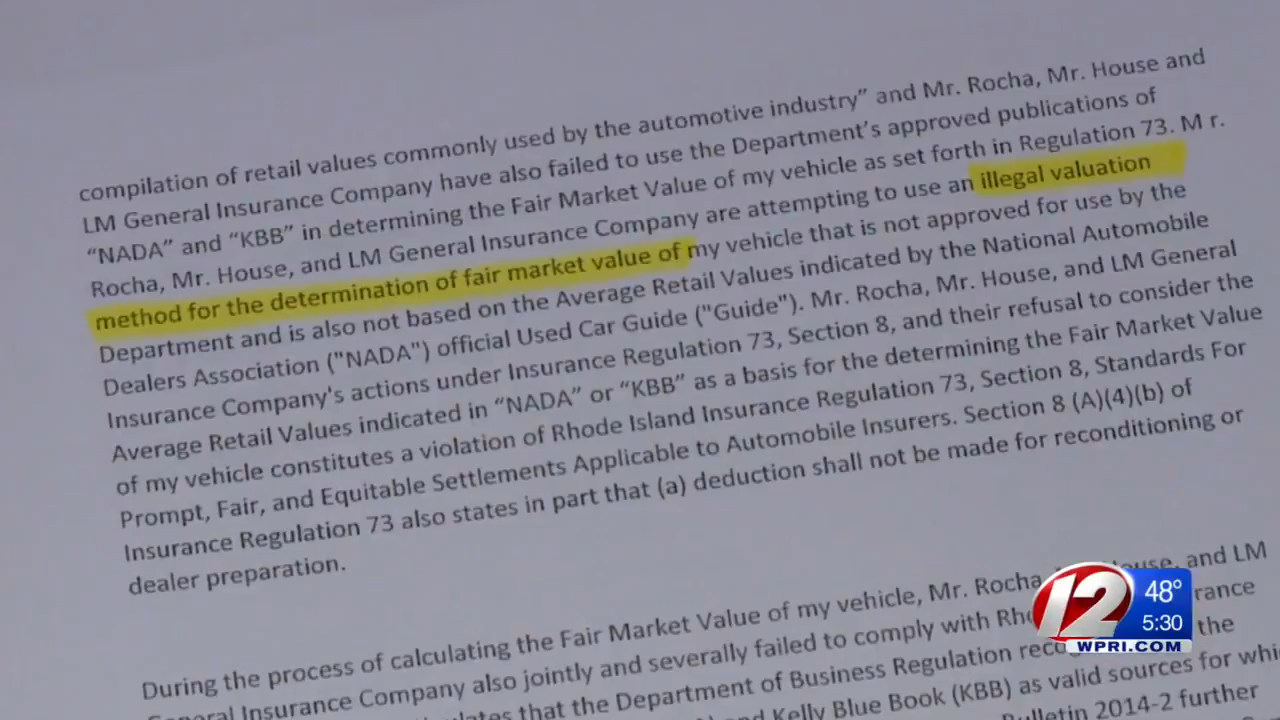 compilation of retail values commonly used by the automotive industry” and Mr. Rocha, Mr. House and
LM General Insurance Company have also failed to use the Department’s approved publications of
“NADA” and “KBB” in determining the Fair Market Value of my vehicle as set forth in Regulation 73. M r.
Rocha, Mr. House, and LM General Insurance Company are attempting to use an illegal valuation
method for the determination of fair market value of my vehicle that is not approved for use by the
Department and is also not based on the Average Retail Values indicated by the National Automobile
Dealers Association ("NADA") official Used Car Guide ("Guide"). Mr. Rocha, Mr. House, and LM General
Insurance Company's actions under Insurance Regulation 73, Section 8, and their refusal to consider the
Average Retail Values indicated in “NADA” or “KBB” as a basis for the determining the Fair Market Value
of my vehicle constitutes a violation of Rhode Island Insurance Regulation 73, Section 8, Standards For
Prompt, Fair, and Equitable Settlements Applicable to Automobile Insurers. Section 8 (A)(4)(b) of
Insurance Regulation 73 also states in part that (a) deduction shall not be made for reconditioning or
dealer preparation.
During the process of calculating the Fair Market Value of my vehicle, Mr. Rocha, House, and LM
General Insurance Company also jointly and severally failed to comply with
that the Department of Business Regulation the
and Kelly Blue Book (KBB) as valid sources for
Bulletin 2014-2 further
12
48°
5:30
WPRI.COM